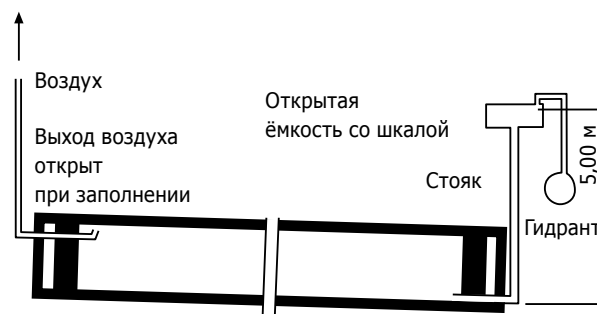 Воздух
Выход воздуха
открыт
при заполнении
Открытая
ёмкость со шкалой
Стояк
5,00 м
Гидрант